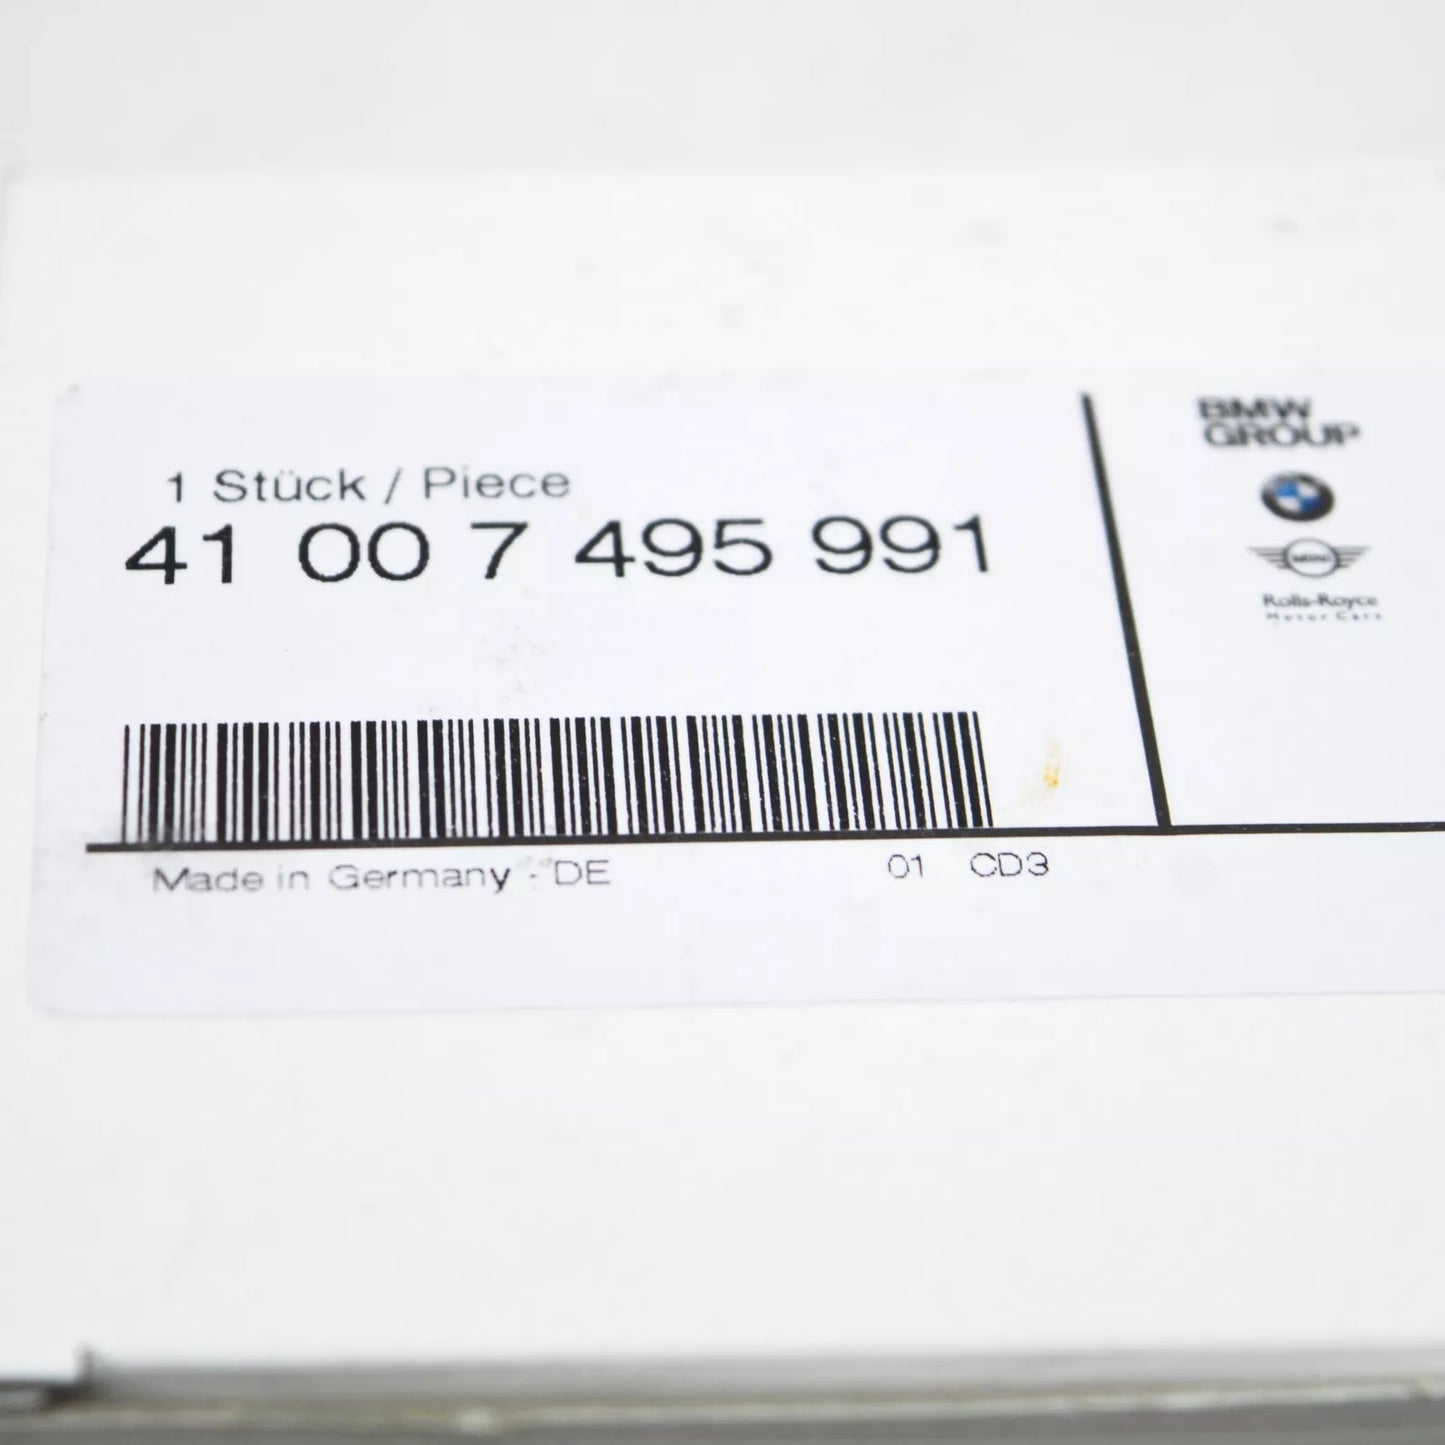 1 Stück / Piece
41 00 7 495 991
BMW
GROUP
MINI
Rolls-Royce
Motor Cars
Made in Germany - DE
01 CD3